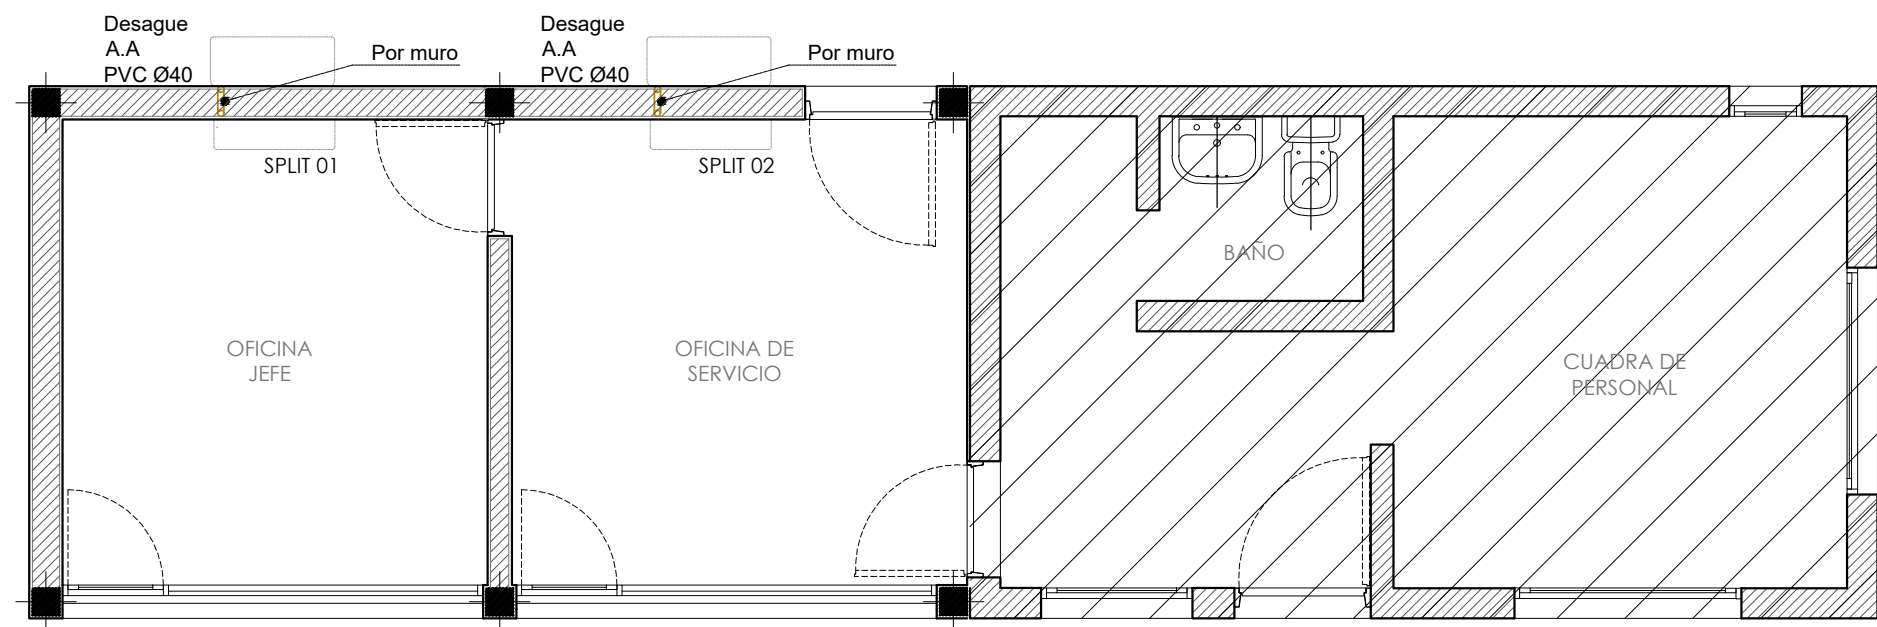 Desague
A.A
PVC Ø40
Por muro
Desague
A.A
PVC Ø40
Por muro
SPLIT 01
SPLIT 02
BAÑO
OFICINA
JEFE
OFICINA DE
SERVICIO
CUADRA DE
PERSONAL